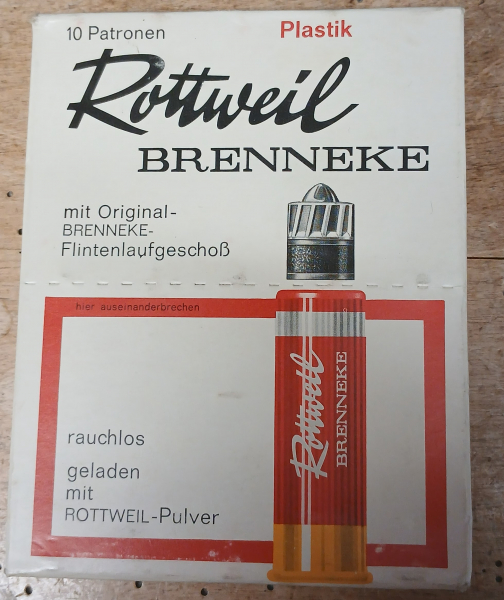 10 Patronen
Plastik
Rottweil
BRENNEKE
mit Original-
BRENNEKE-
Flintenlaufgeschoß
hier auseinanderbrechen
Rottweil
BRENNEKE
rauchlos
geladen
mit
ROTTWEIL-Pulver